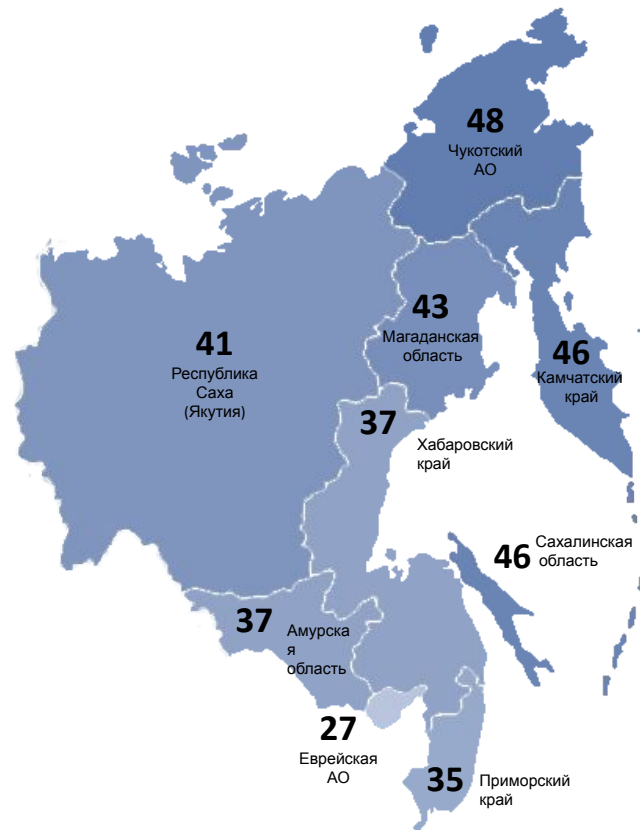 48
Чукотский
АО
43
Магаданская
область
41
Республика
Саха
(Якутия)
46
Камчатский
край
37
Хабаровский
край
46
Сахалинская
область
37
Амурска
я
область
27
Еврейская
АО
35
Приморский
край